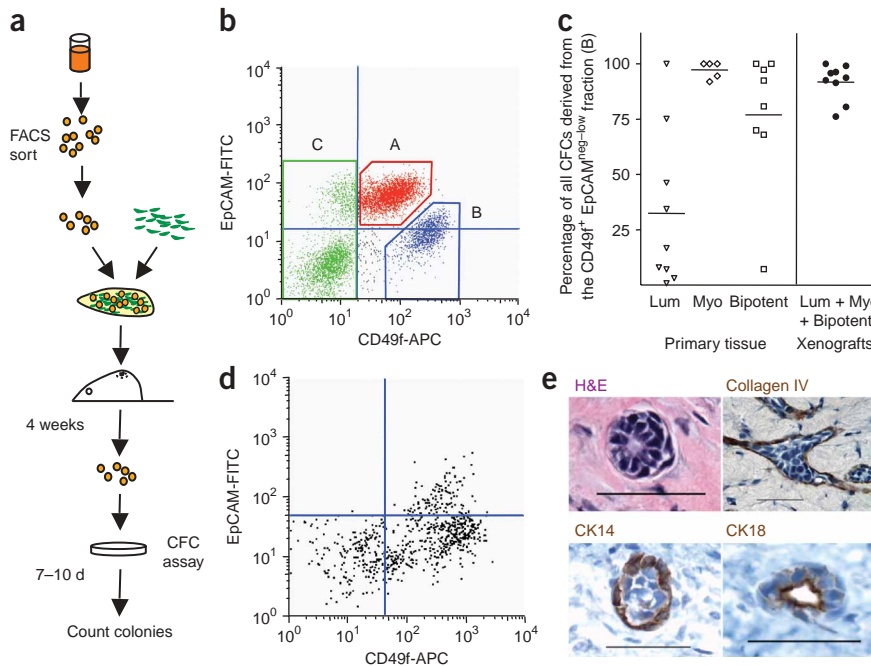 a
FACS
sort
4 weeks
CFC
assay
7–10 d
Count colonies
b
EpCAM-FITC
10^4
10^3
10^2
10^1
10^0
C
A
B
10^0 10^1 10^2 10^3 10^4
CD49f-APC
c
Percentage of all CFCs derived from
the CD49f^+ EpCAM^neg–low fraction (B)
100
75
50
25
Lum Myo Bipotent
Primary tissue
Lum + Myo
+ Bipotent
Xenografts
d
EpCAM-FITC
10^4
10^3
10^2
10^1
10^0
10^0 10^1 10^2 10^3 10^4
CD49f-APC
e
H&E
Collagen IV
CK14
CK18